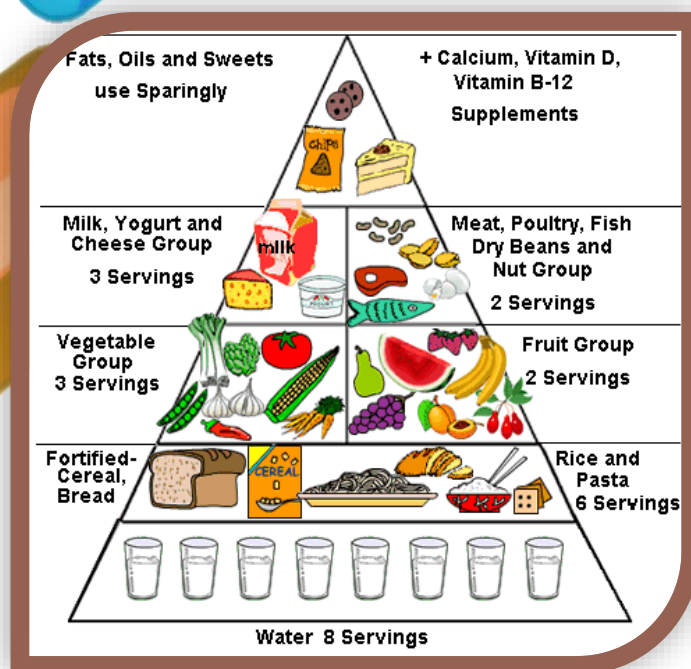 Fats, Oils and Sweets
use Sparingly
+ Calcium, Vitamin D,
Vitamin B-12
Supplements
chips
Milk, Yogurt and
Cheese Group
3 Servings
milk
YOGURT
Meat, Poultry, Fish
Dry Beans and
Nut Group
2 Servings
Vegetable
Group
3 Servings
Fruit Group
2 Servings
Fortified-
Cereal,
Bread
CEREAL
Rice and
Pasta
6 Servings
Water 8 Servings